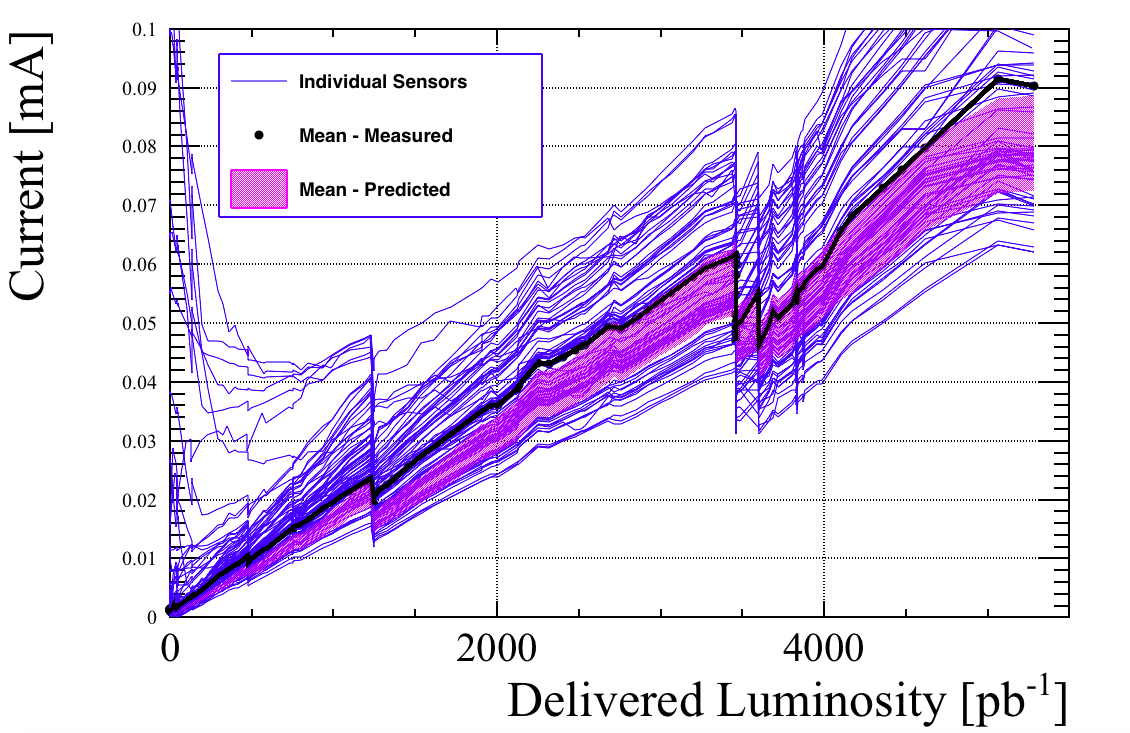 Current [mA]
0.1
0.09
0.08
0.07
0.06
0.05
0.04
0.03
0.02
0.01
0
Individual Sensors
Mean - Measured
Mean - Predicted
0 2000 4000
Delivered Luminosity [pb⁻¹]